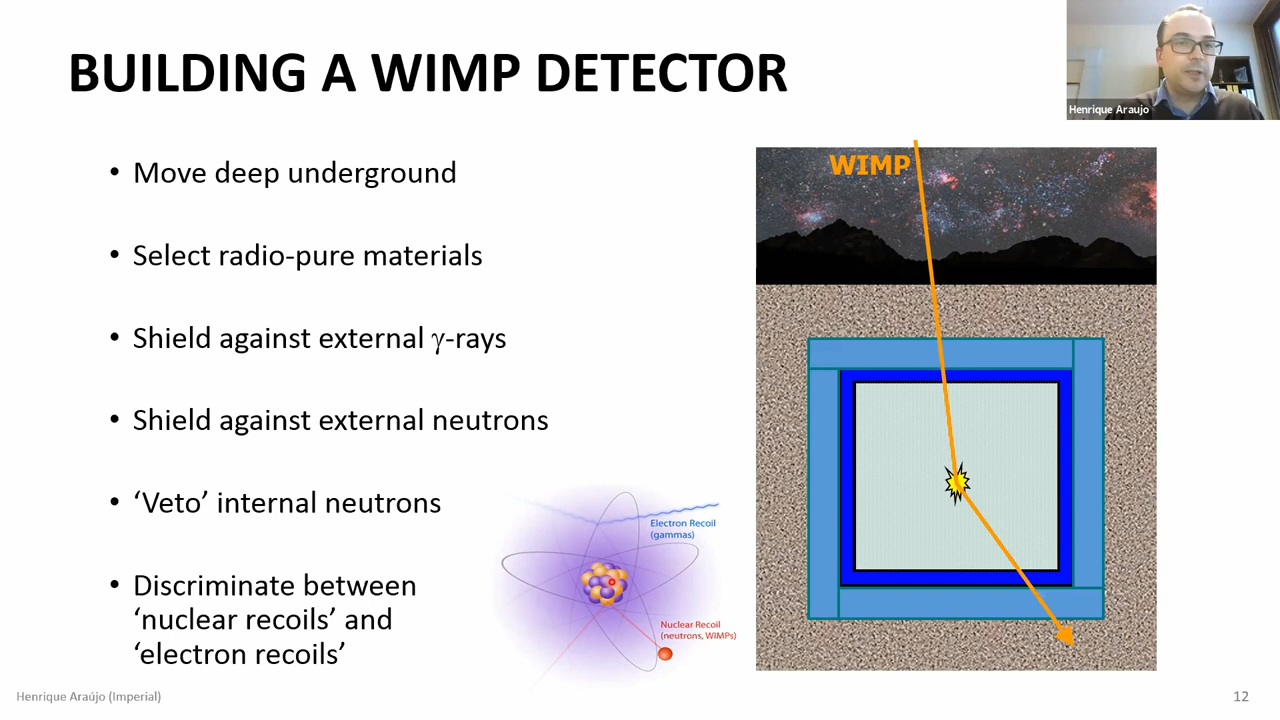 BUILDING A WIMP DETECTOR
Henrique Araujo
• Move deep underground
• Select radio-pure materials
• Shield against external γ-rays
• Shield against external neutrons
• ‘Veto’ internal neutrons
• Discriminate between
‘nuclear recoils’ and
‘electron recoils’
Electron Recoil
(gammas)
Nuclear Recoil
(neutrons, WIMPs)
WIMP
Henrique Araújo (Imperial)
12